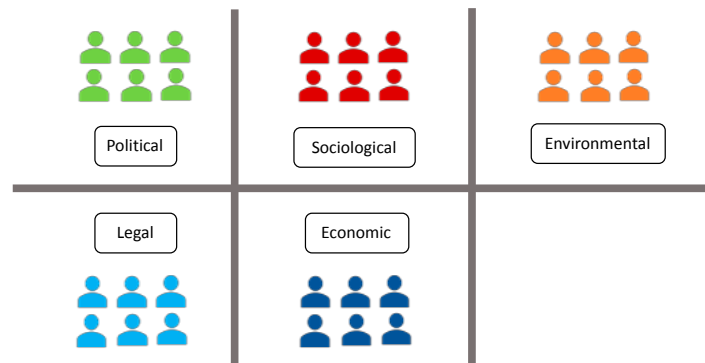 Political
Sociological
Environmental
Legal
Economic